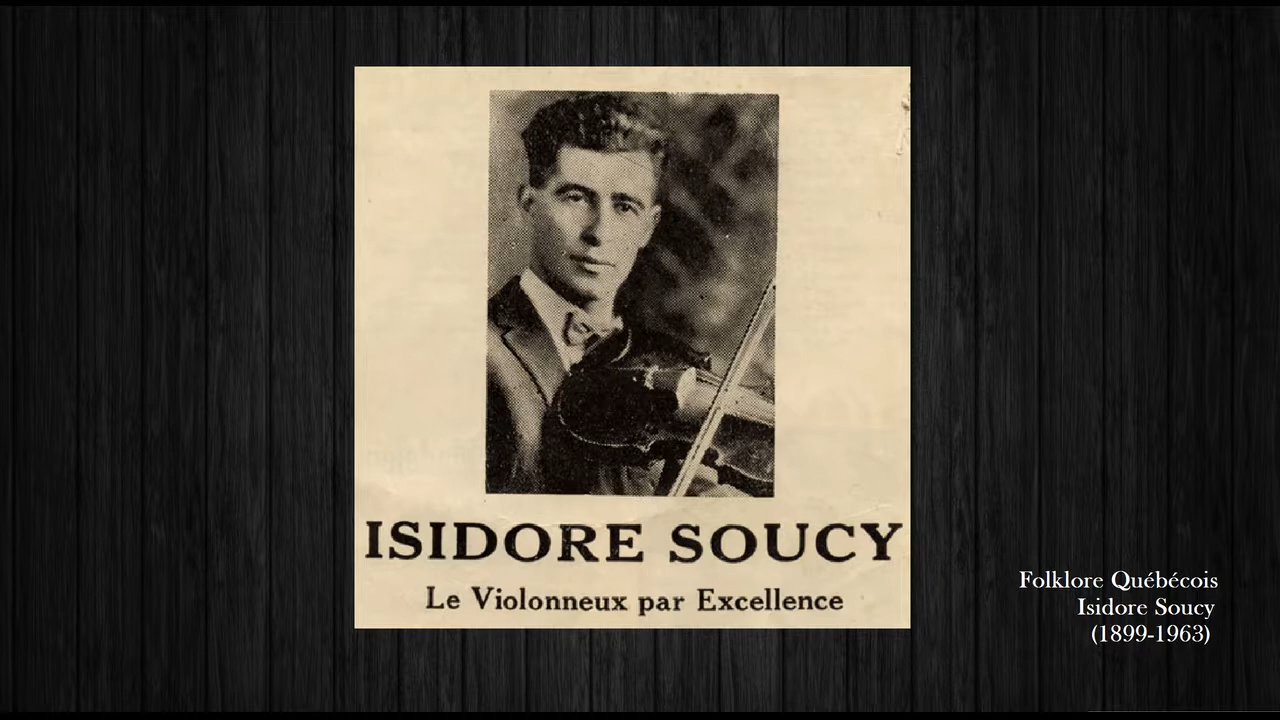 ISIDORE SOUCY
Le Violonneux par Excellence
Folklore Québécois
Isidore Soucy
(1899-1963)